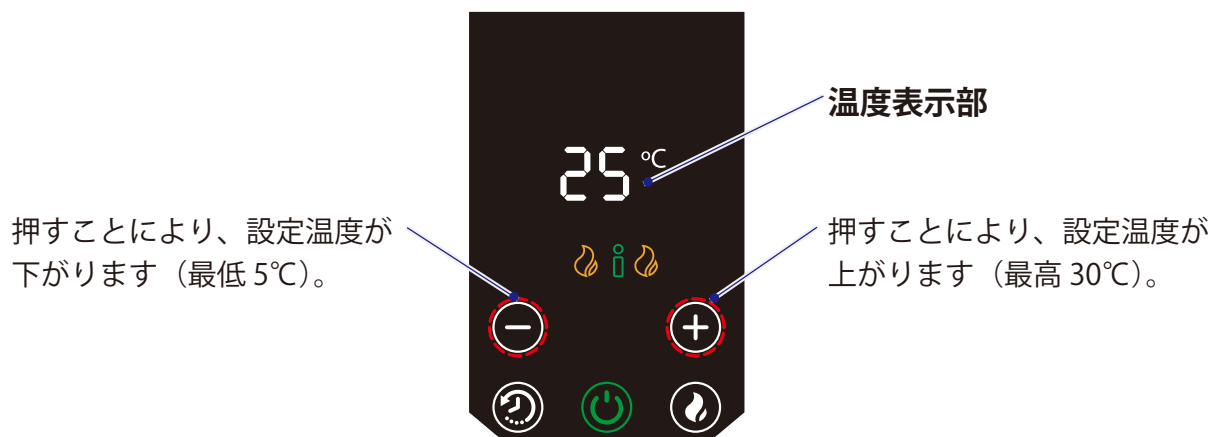 温度表示部
25 ℃
押すことにより、設定温度が
下がります（最低 5℃）。
押すことにより、設定温度が
上がります（最高 30℃）。